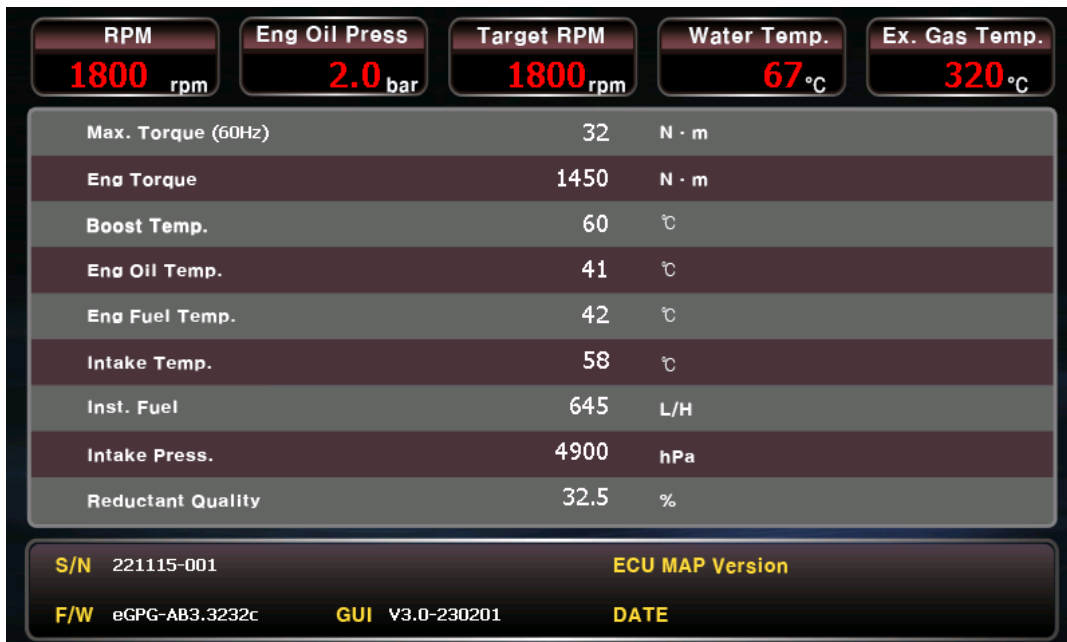 RPM Eng Oil Press Target RPM Water Temp. Ex. Gas Temp.
1800 rpm 2.0 bar 1800 rpm 67 °C 320 °C
Max. Torque (60Hz) 32 N · m
Eng Torque 1450 N · m
Boost Temp. 60 ℃
Eng Oil Temp. 41 ℃
Eng Fuel Temp. 42 ℃
Intake Temp. 58 ℃
Inst. Fuel 645 L/H
Intake Press. 4900 hPa
Reductant Quality 32.5 %
S/N 221115-001 ECU MAP Version
F/W eGPG-AB3.3232c GUI V3.0-230201 DATE